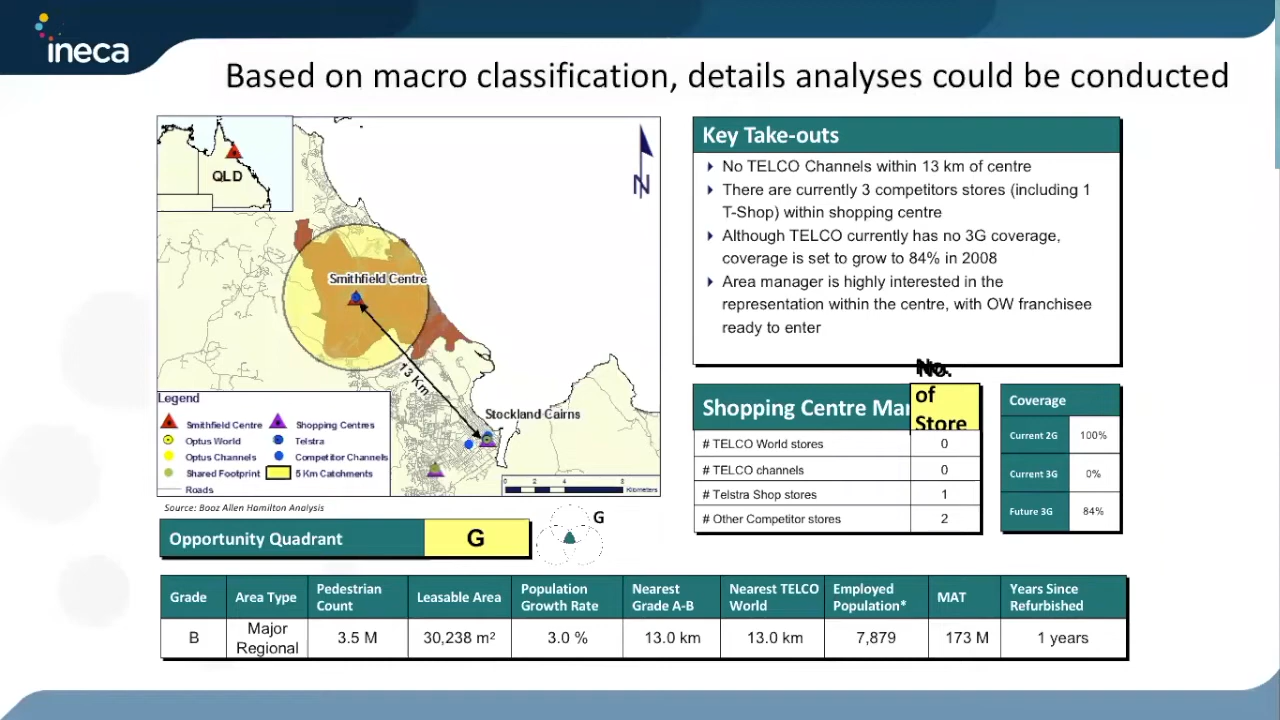 ineca
Based on macro classification, details analyses could be conducted
QLD
N
Smithfield Centre
13 Km
Stockland Cairns
Legend
Smithfield Centre
Shopping Centres
Optus World
Telstra
Optus Channels
Competitor Channels
Shared Footprint
5 Km Catchments
Roads
0 2 4 8
Kilometers
Source: Booz Allen Hamilton Analysis
Key Take-outs
No TELCO Channels within 13 km of centre
There are currently 3 competitors stores (including 1
T-Shop) within shopping centre
Although TELCO currently has no 3G coverage,
coverage is set to grow to 84% in 2008
Area manager is highly interested in the
representation within the centre, with OW franchisee
ready to enter
Shopping Centre Mar
No.
of
Store
# TELCO World stores 0
# TELCO channels 0
# Telstra Shop stores 1
# Other Competitor stores 2
Coverage
Current 2G 100%
Current 3G 0%
Future 3G 84%
Opportunity Quadrant G
G
Grade Area Type Pedestrian Count Leasable Area Population Growth Rate Nearest Grade A-B Nearest TELCO World Employed Population* MAT Years Since Refurbished
B Major Regional 3.5 M 30,238 m² 3.0 % 13.0 km 13.0 km 7,879 173 M 1 years